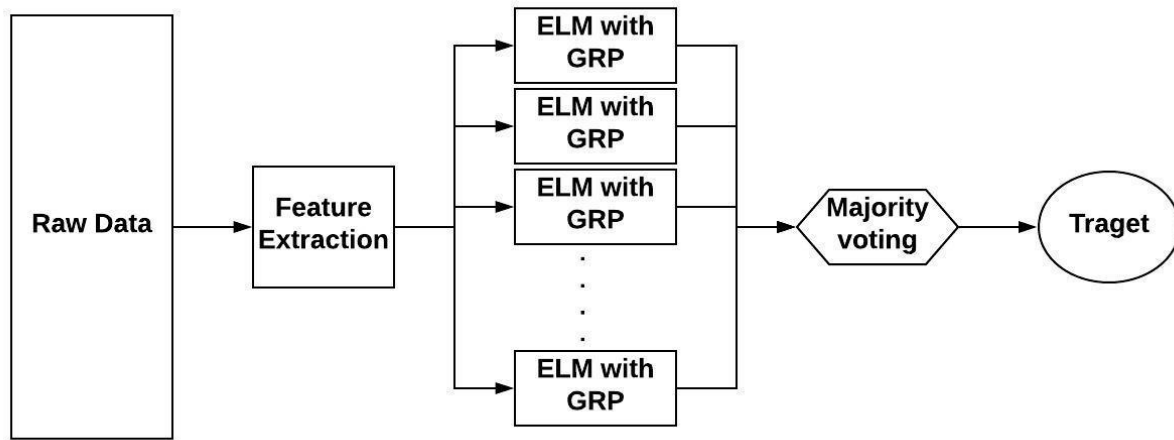 Raw Data
Feature
Extraction
ELM with
GRP
ELM with
GRP
ELM with
GRP
.
.
.
.
ELM with
GRP
Majority
voting
Traget